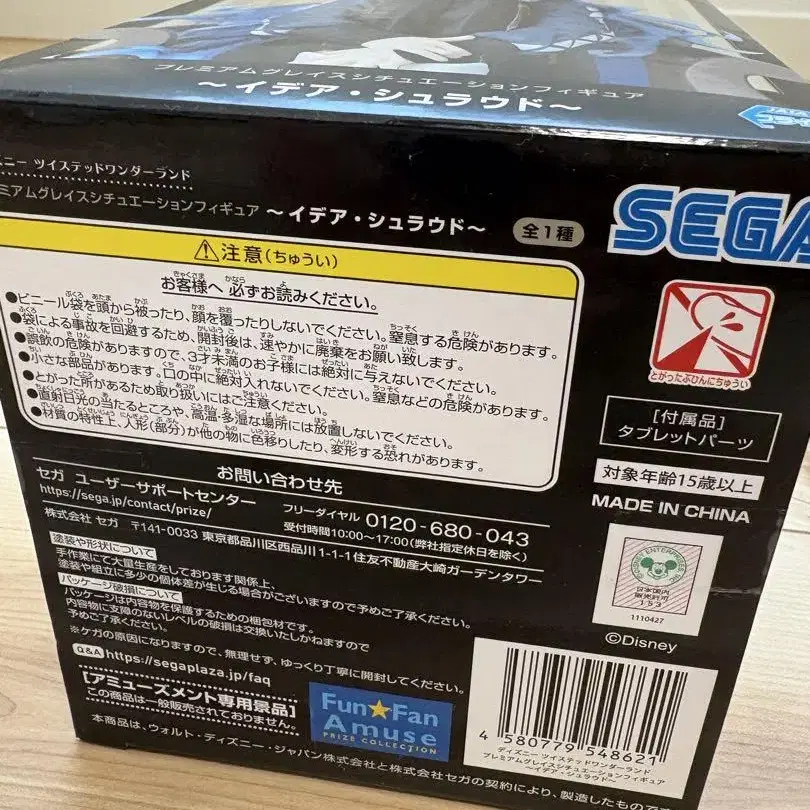 プレミアムグレイスシチュエーションフィギュア
～イデア・シュラウド～
ニー ツイステッドワンダーランド
ミアムグレイスシチュエーションフィギュア ～イデア・シュラウド～
全1種
SEGA
注意(ちゅうい)
お客様へ 必ずお読みください。
●ビニール袋を頭から被ったり、顔を覆ったりしないでください。窒息する危険があります。
●袋による事故を回避するため、開封後は、速やかに廃棄をお願い致します。
●誤飲の危険がありますので、3才未満のお子様には絶対に与えないでください。
●小さな部品があります。口の中に絶対入れないでください。窒息などの危険があります。
●とがった所があるため取り扱いにはご注意ください。
●直射日光の当たるところや、高温・多湿な場所には放置しないでください。
●材質の特性上、人形(部分)が他の物に色移りしたり、変形する恐れがあります。
とがったぶひんにちゅうい
[付属品]
タブレットパーツ
対象年齢15歳以上
MADE IN CHINA
お問い合わせ先
セガ ユーザーサポートセンター
https://sega.jp/contact/prize/
フリーダイヤル 0120-680-043
受付時間10:00～17:00(弊社指定休日を除く)
株式会社 セガ 〒141-0033 東京都品川区西品川1-1-1住友不動産大崎ガーデンタワー
塗装や形状について
手作業にて大量生産をしております関係上、
塗装や組立に多少の個体差が生じる場合がございますので予めご了承ください。
パッケージ破損について
パッケージは内容物を保護するための梱包材です。
内容物に支障のないレベルの破損は交換いたしかねますので
予めご了承ください。
※ケガの原因になりますので、無理せず、ゆっくり丁寧に開封してください。
Q&A https://segaplaza.jp/faq
[アミューズメント専用景品]
この商品は一般販売されておりません。
Fun★Fan
Amuse
PRIZE COLLECTION
日本国内
販売許可
153
1110427
©Disney
4 580779 548621
ディズニー ツイステッドワンダーランド
プレミアムグレイスシチュエーションフィギュア
～イデア・シュラウド～
本商品は、ウォルト・ディズニー・ジャパン株式会社と株式会社セガの契約により、製造したもの